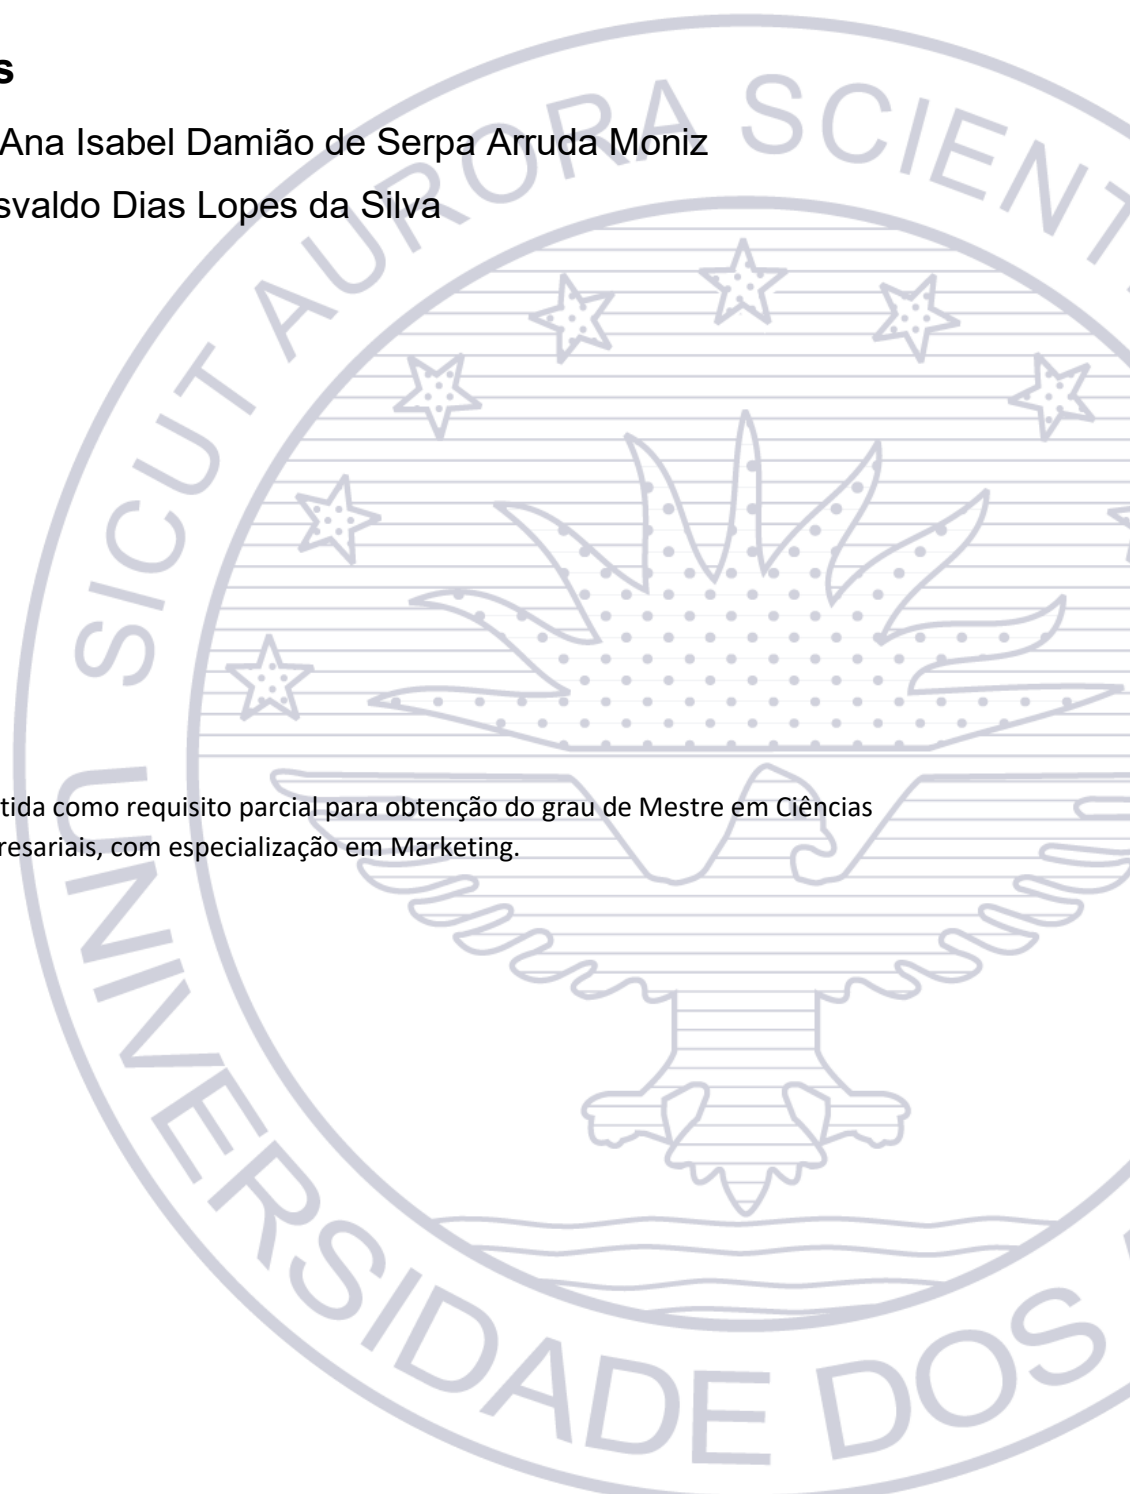 s
Ana Isabel Damião de Serpa Arruda Moniz
svaldo Dias Lopes da Silva
tida como requisito parcial para obtenção do grau de Mestre em Ciências
resariais, com especialização em Marketing.
SICUT AURORA SCIENT
UNIVERSIDADE DOS